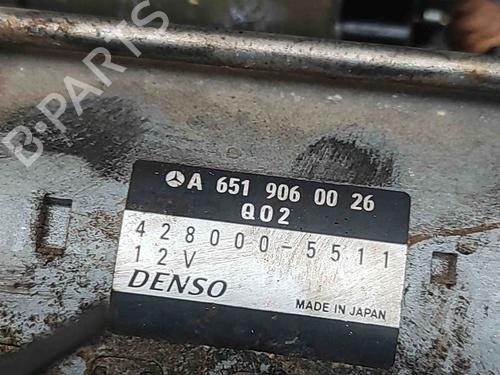 B-PARTS
A 651 906 00 26
Q02
428000-5511
12V
DENSO
MADE IN JAPAN